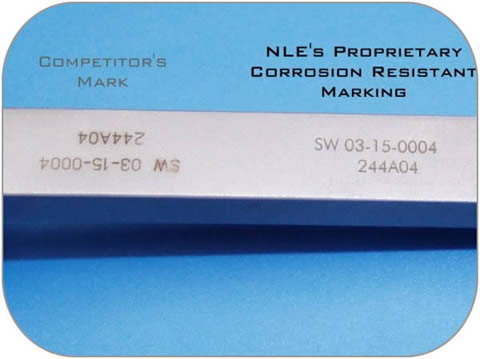 COMPETITOR'S
MARK
NLE'S PROPRIETARY
CORROSION RESISTANT
MARKING
SW 03-15-0004
244A04
SW 03-15-0004
244A04